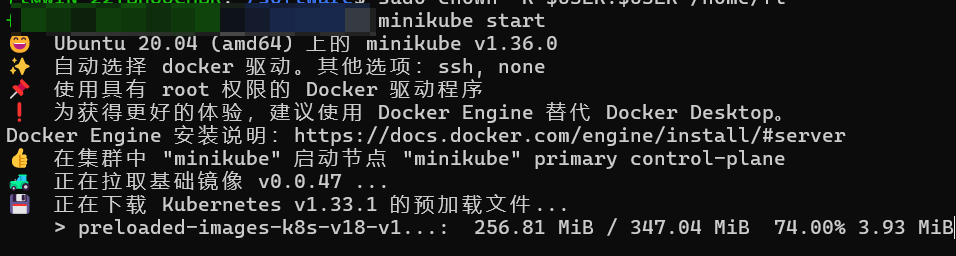 sudo chown -R $USER:$USER /home/
minikube start
😄 Ubuntu 20.04 (amd64) 上的 minikube v1.36.0
✨ 自动选择 docker 驱动。其他选项：ssh, none
📌 使用具有 root 权限的 Docker 驱动程序
❗ 为获得更好的体验，建议使用 Docker Engine 替代 Docker Desktop。
Docker Engine 安装说明：https://docs.docker.com/engine/install/#server
👍 在集群中 "minikube" 启动节点 "minikube" primary control-plane
🚜 正在拉取基础镜像 v0.0.47 ...
💾 正在下载 Kubernetes v1.33.1 的预加载文件...
> preloaded-images-k8s-v18-v1...: 256.81 MiB / 347.04 MiB 74.00% 3.93 MiB